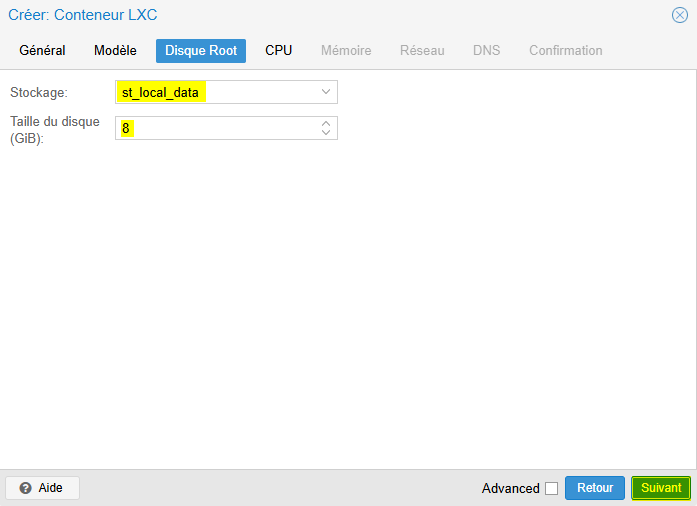 Créer: Conteneur LXC
Général Modèle Disque Root CPU Mémoire Réseau DNS Confirmation
Stockage: st_local_data
Taille du disque
(GiB): 8
Aide Advanced Retour Suivant